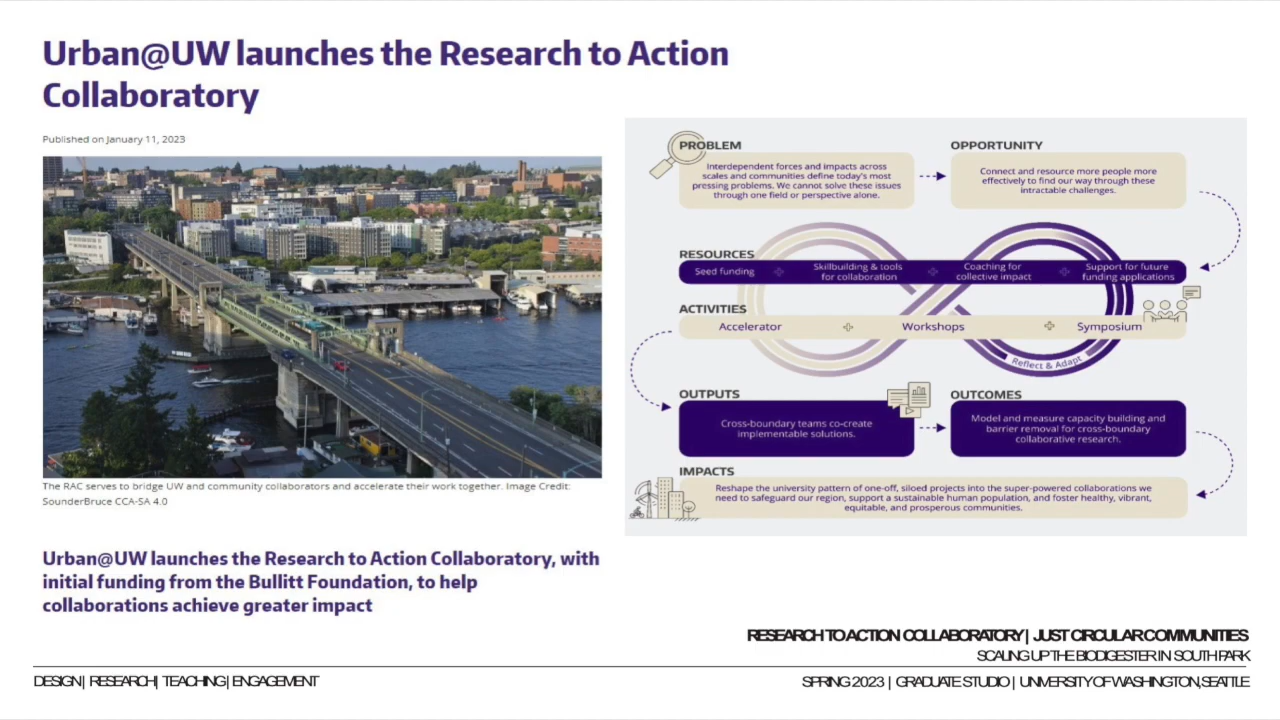 Urban@UW launches the Research to Action
Collaboratory
Published on January 11, 2023
The RAC serves to bridge UW and community collaborators and accelerate their work together. Image Credit:
SounderBruce CCA-SA 4.0
Urban@UW launches the Research to Action Collaboratory, with
initial funding from the Bullitt Foundation, to help
collaborations achieve greater impact
PROBLEM
Interdependent forces and impacts across
scales and communities define today's most
pressing problems. We cannot solve these issues
through one field or perspective alone.
OPPORTUNITY
Connect and resource more people more
effectively to find our way through these
intractable challenges.
RESOURCES
Seed funding
Skillbuilding & tools
for collaboration
Coaching for
collective impact
Support for future
funding applications
ACTIVITIES
Accelerator
Workshops
Symposium
Reflect & Adapt
OUTPUTS
Cross-boundary teams co-create
implementable solutions.
OUTCOMES
Model and measure capacity building and
barrier removal for cross-boundary
collaborative research.
IMPACTS
Reshape the university pattern of one-off, siloed projects into the super-powered collaborations we
need to safeguard our region, support a sustainable human population, and foster healthy, vibrant,
equitable, and prosperous communities.
RESEARCH TO ACTION COLLABORATORY | JUST CIRCULAR COMMUNITIES
SCALING UP THE BIODIGESTER IN SOUTH PARK
DESIGN | RESEARCH | TEACHING | ENGAGEMENT
SPRING 2023 | GRADUATE STUDIO | UNIVERSITY OF WASHINGTON, SEATTLE